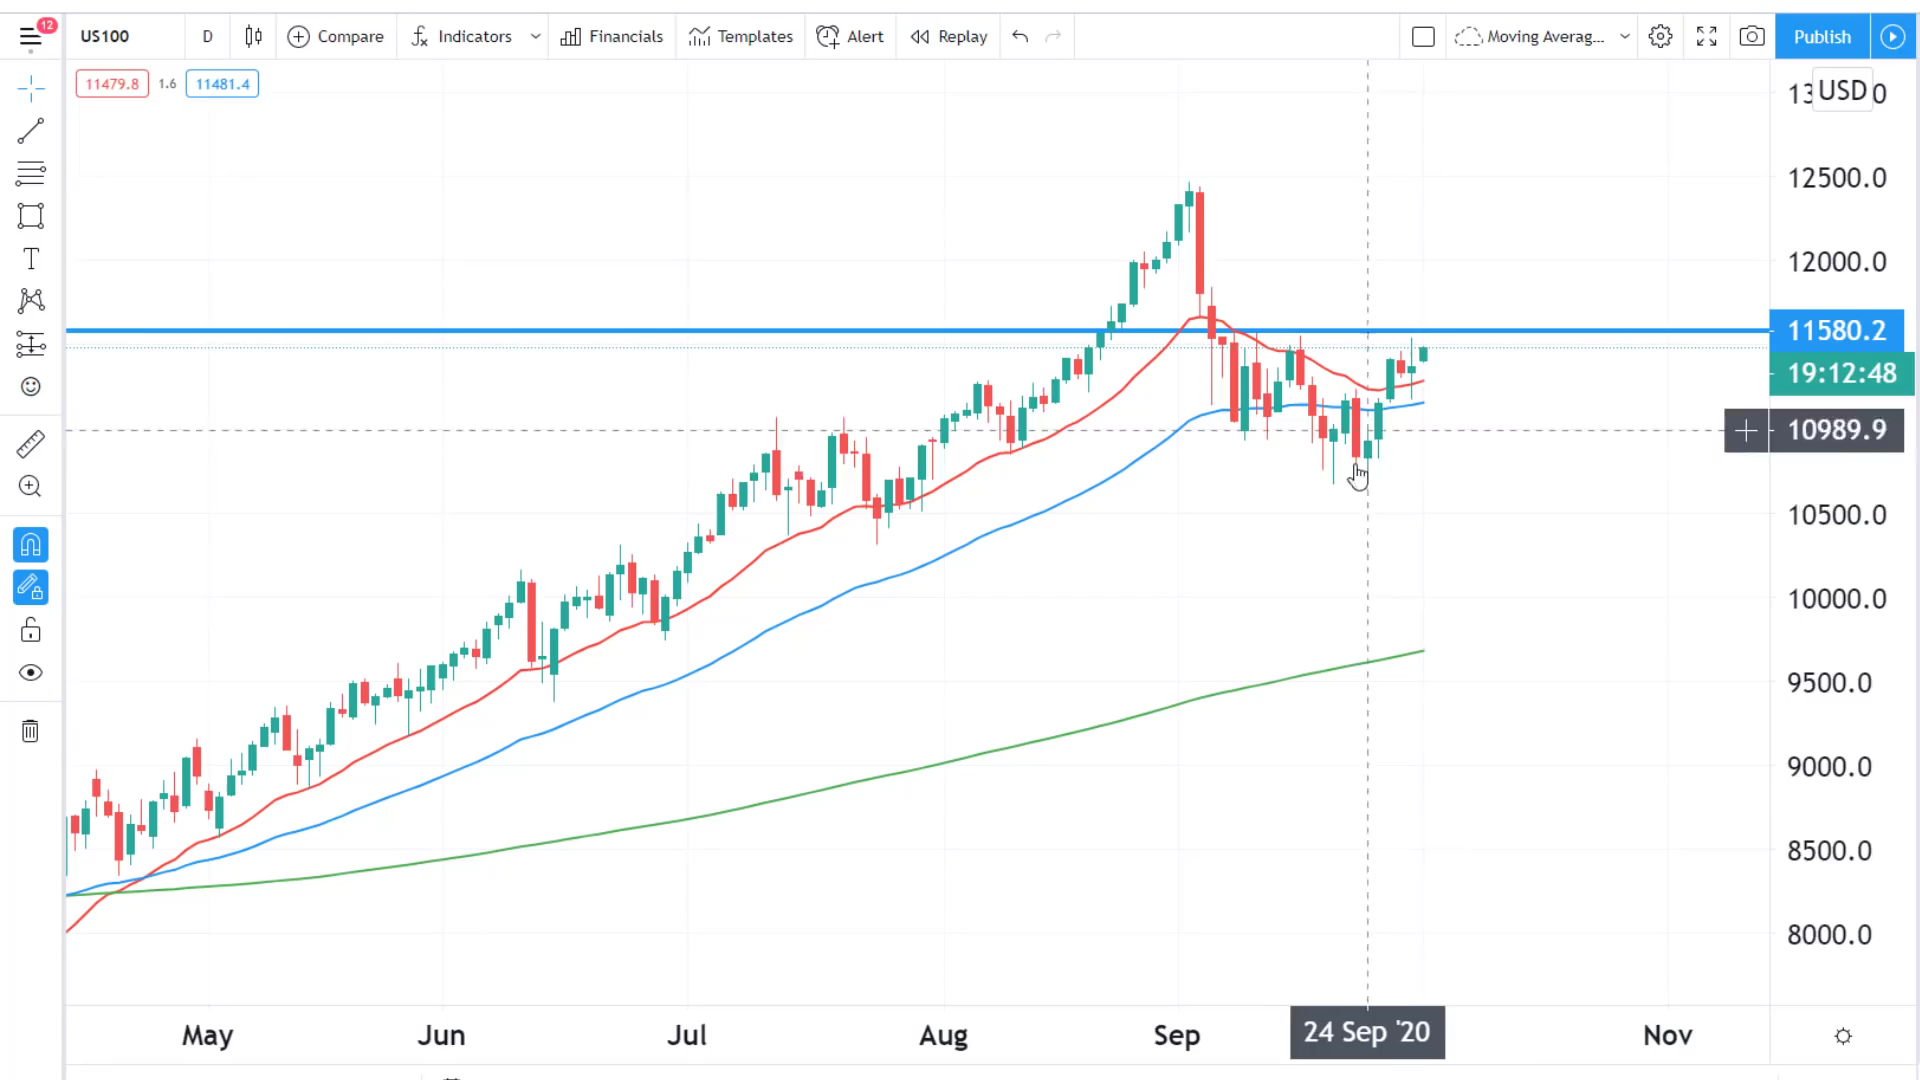 12
US100
D
Compare
Indicators
Financials
Templates
Alert
Replay
Moving Averag...
Publish
11479.8
1.6
11481.4
USD
12500.0
12000.0
11580.2
19:12:48
10989.9
10500.0
10000.0
9500.0
9000.0
8500.0
8000.0
May
Jun
Jul
Aug
Sep
24 Sep '20
Nov